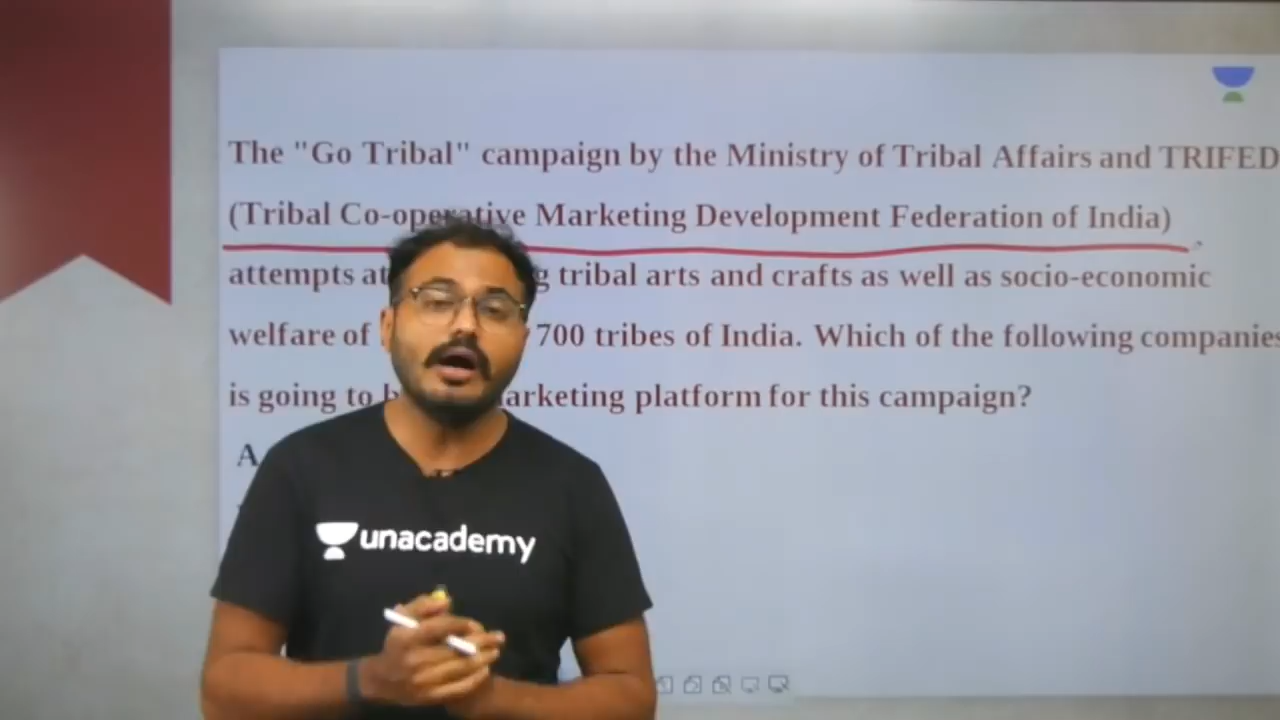 The "Go Tribal" campaign by the Ministry of Tribal Affairs and TRIFED
(Tribal Co-operative Marketing Development Federation of India)
attempts at tribal arts and crafts as well as socio-economic
welfare of 700 tribes of India. Which of the following companies
is going to marketing platform for this campaign?
A
unacademy